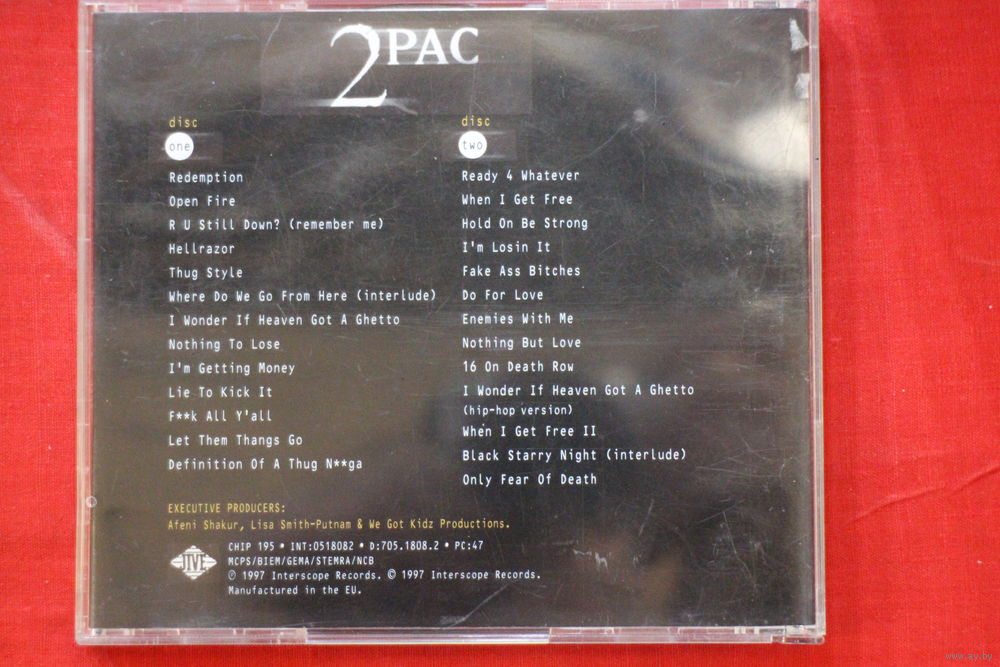 2PAC
disc
one
Redemption
Open Fire
R U Still Down? (remember me)
Hellrazor
Thug Style
Where Do We Go From Here (interlude)
I Wonder If Heaven Got A Ghetto
Nothing To Lose
I'm Getting Money
Lie To Kick It
F**k All Y'all
Let Them Thangs Go
Definition Of A Thug N**ga
disc
two
Ready 4 Whatever
When I Get Free
Hold On Be Strong
I'm Losin It
Fake Ass Bitches
Do For Love
Enemies With Me
Nothing But Love
16 On Death Row
I Wonder If Heaven Got A Ghetto
(hip-hop version)
When I Get Free II
Black Starry Night (interlude)
Only Fear Of Death
EXECUTIVE PRODUCERS:
Afeni Shakur, Lisa Smith-Putnam & We Got Kidz Productions.
JIVE
CHIP 195 • INT:0518082 • D:705.1808.2 • PC:47
MCPS/BIEM/GEMA/STEMRA/NCB
℗ 1997 Interscope Records. © 1997 Interscope Records.
Manufactured in the EU.
www.ay.by